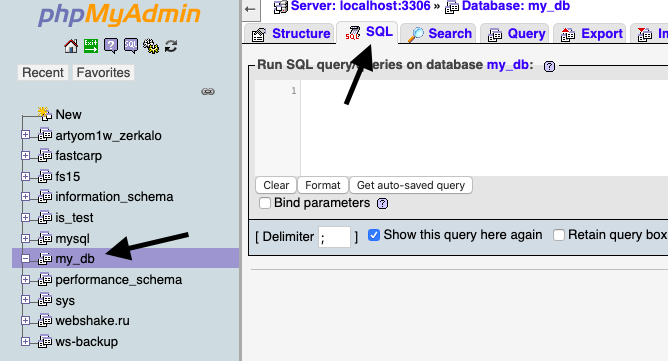 phpMyAdmin
Recent Favorites
New
artyom1w_zerkalo
fastcarp
fs15
information_schema
is_test
mysql
my_db
performance_schema
sys
webshake.ru
ws-backup
Server: localhost:3306 » Database: my_db
Structure SQL Search Query Export
Run SQL query/queries on database my_db:
1
Clear Format Get auto-saved query
Bind parameters
[ Delimiter ; ] Show this query here again Retain query box